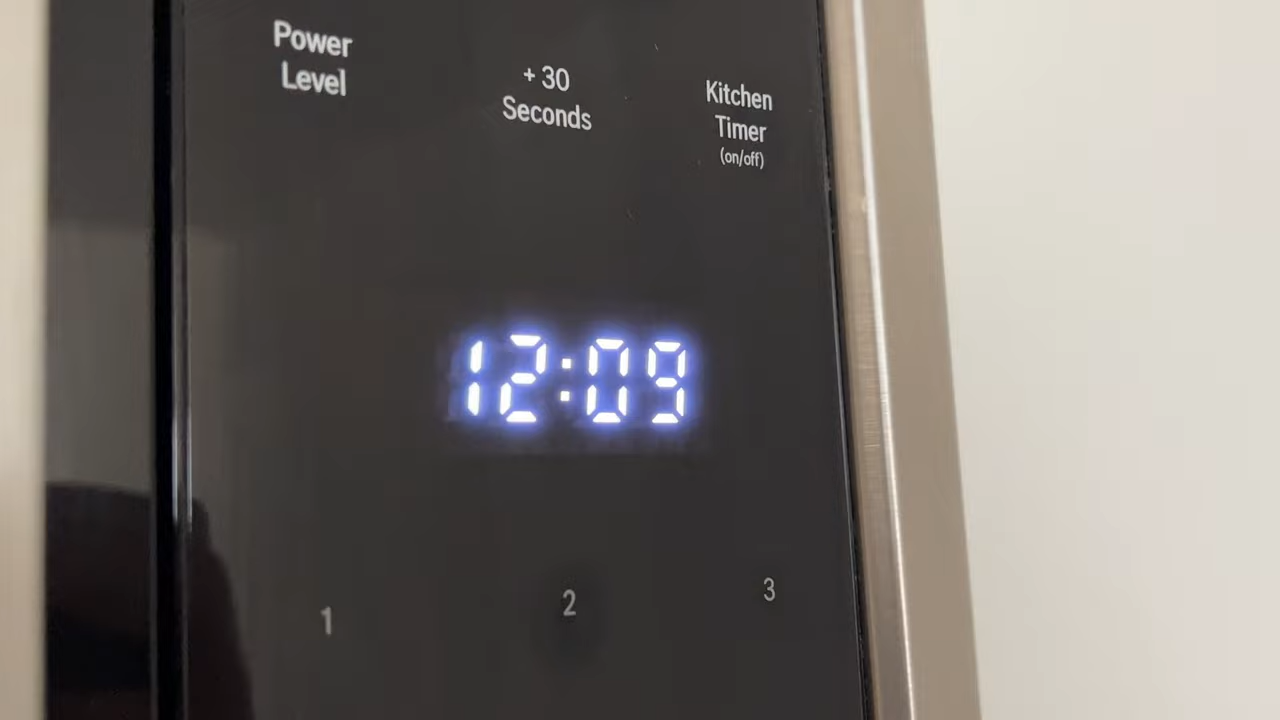 Power
Level
+ 30
Seconds
Kitchen
Timer
(on/off)
12:09
1
2
3